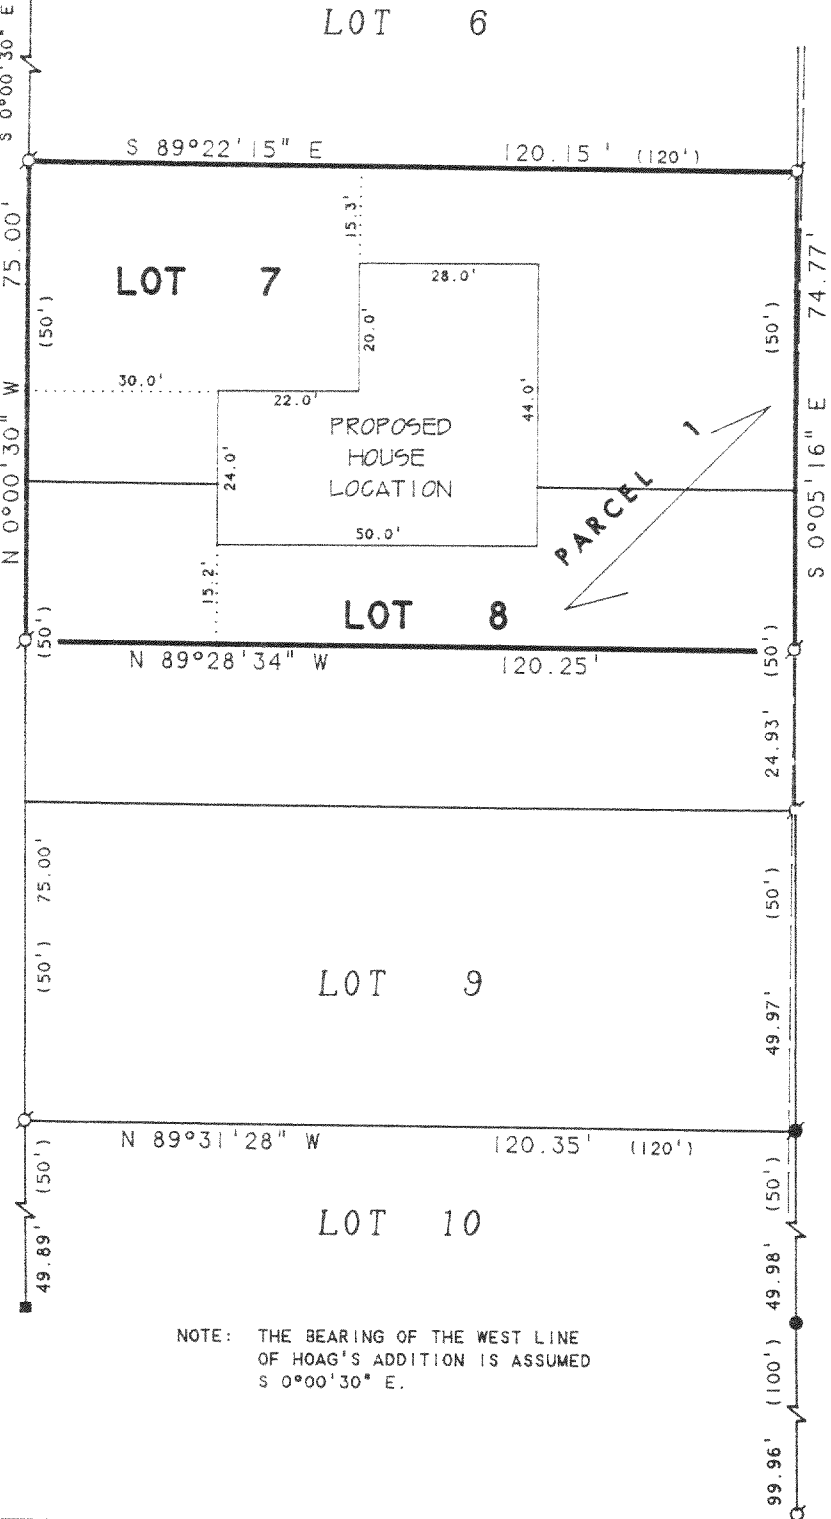 S 0°00'30" E
LOT 6
S 89°22'15" E 120.15' (120')
75.00'
(50')
N 0°00'30" W
LOT 7
15.3'
28.0'
20.0'
30.0'
22.0'
44.0'
24.0'
PROPOSED
HOUSE
LOCATION
50.0'
15.2'
PARCEL 1
(50')
74.77'
S 0°05'16" E
LOT 8
(50')
(50')
N 89°28'34" W 120.25'
24.93'
75.00'
(50')
(50')
LOT 9
49.97'
N 89°31'28" W 120.35' (120')
(50')
(50')
LOT 10
49.89'
49.98'
NOTE: THE BEARING OF THE WEST LINE
OF HOAG'S ADDITION IS ASSUMED
S 0°00'30" E.
(100')
99.96'